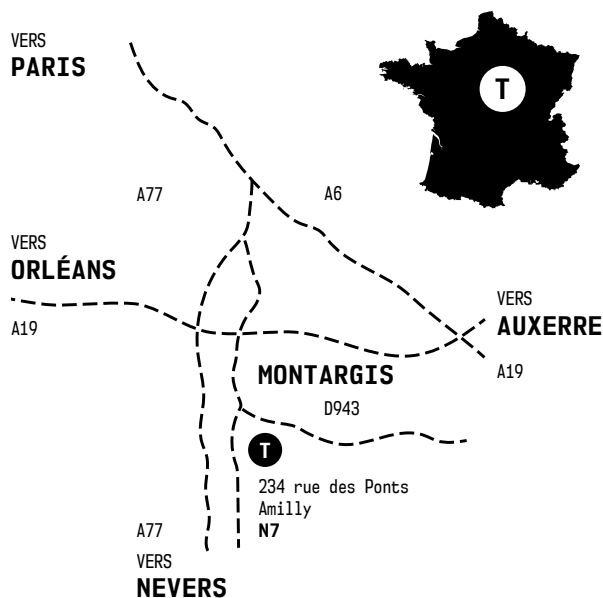 VERS
PARIS
T
A77
A6
VERS
ORLÉANS
A19
VERS
AUXERRE
A19
MONTARGIS
D943
T
234 rue des Ponts
Amilly
N7
A77
VERS
NEVERS